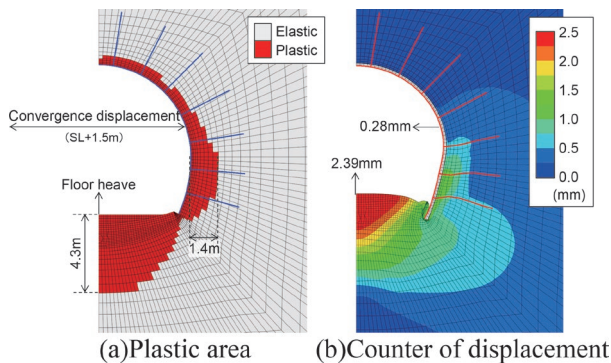 Elastic
Plastic
Convergence displacement
(SL+1.5m)
Floor heave
4.3m
1.4m
(a)Plastic area
2.5
2.0
1.5
1.0
0.5
0.0
(mm)
0.28mm
2.39mm
(b)Counter of displacement